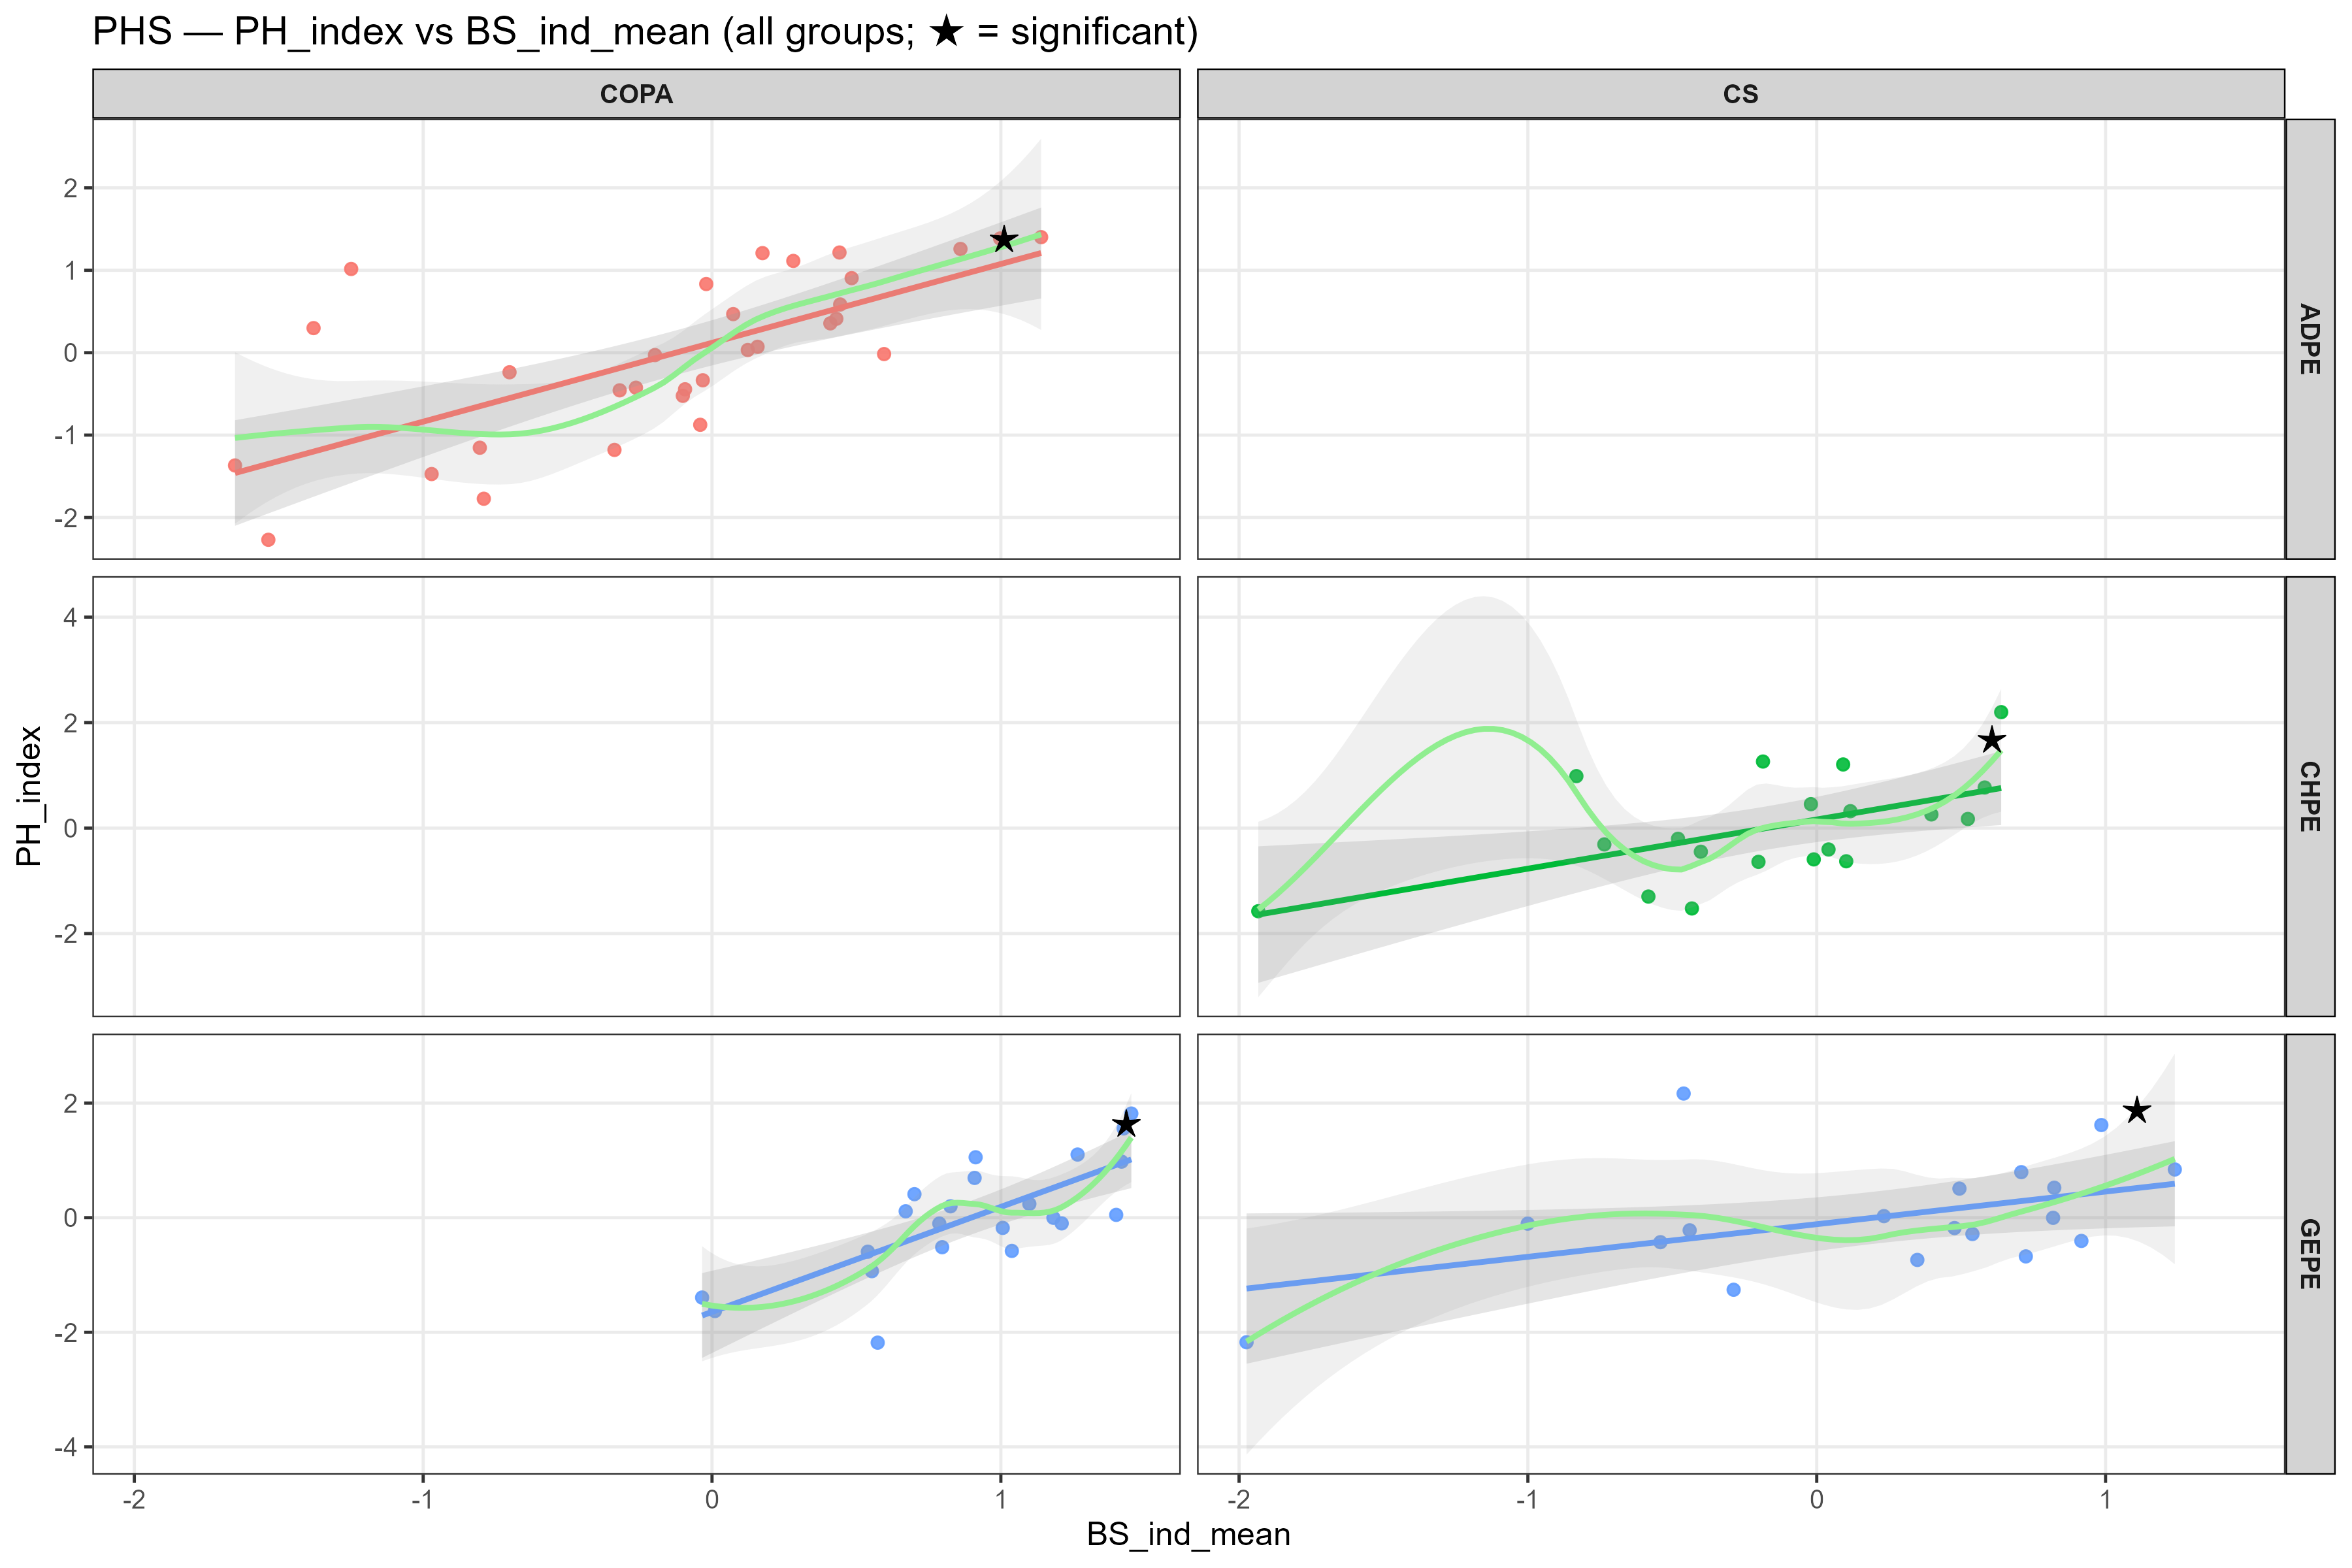 PHS — PH_index vs BS_ind_mean (all groups; ★ = significant)
COPA
CS
2
1
0
-1
-2
ADPE
4
2
0
-2
CHPE
2
0
-2
-4
GEPE
PH_index
-2
-1
0
1
-2
-1
0
1
BS_ind_mean